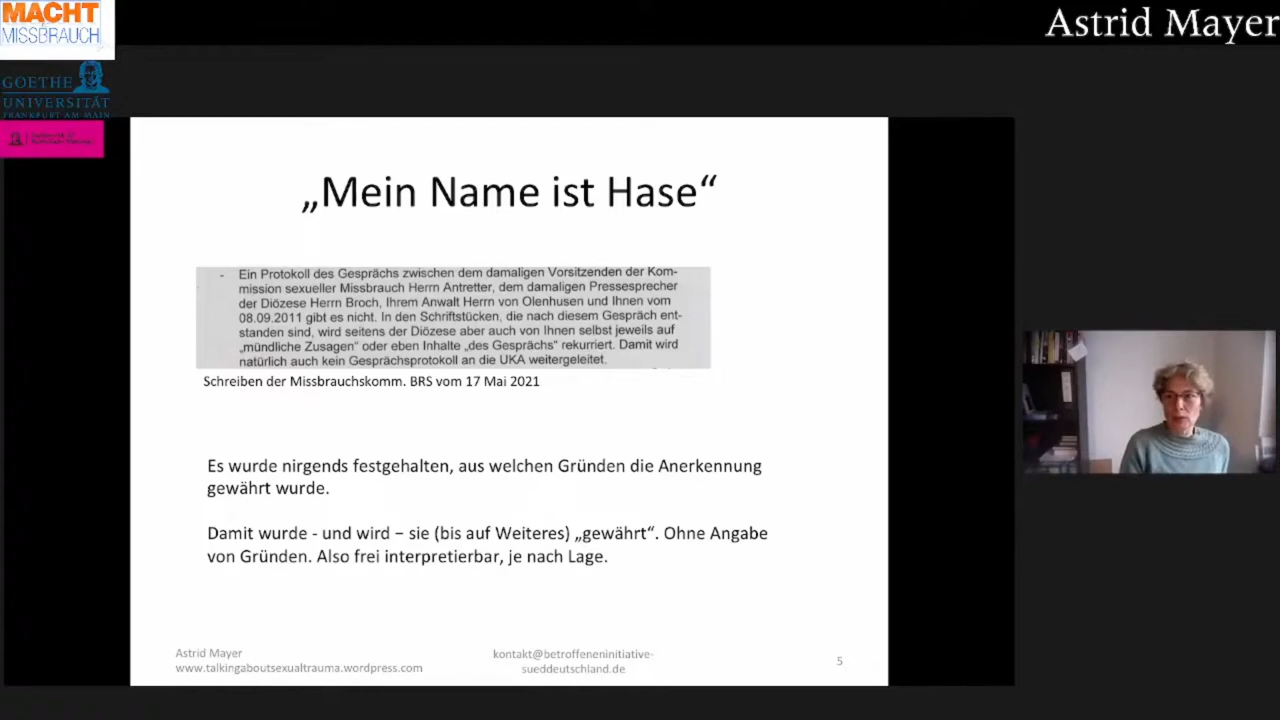 MACHT
MISSBRAUCH
Astrid Mayer
GOETHE
UNIVERSITÄT
FRANKFURT AM MAIN
„Mein Name ist Hase“
- Ein Protokoll des Gesprächs zwischen dem damaligen Vorsitzenden der Kom-
mission sexueller Missbrauch Herrn Antretter, dem damaligen Pressesprecher
der Diözese Herrn Broch, Ihrem Anwalt Herrn von Olenhusen und Ihnen vom
08.09.2011 gibt es nicht. In den Schriftstücken, die nach diesem Gespräch ent-
standen sind, wird seitens der Diözese aber auch von Ihnen selbst jeweils auf
„mündliche Zusagen“ oder eben Inhalte „des Gesprächs“ rekurriert. Damit wird
natürlich auch kein Gesprächsprotokoll an die UKA weitergeleitet.
Schreiben der Missbrauchskomm. BRS vom 17 Mai 2021
Es wurde nirgends festgehalten, aus welchen Gründen die Anerkennung
gewährt wurde.
Damit wurde - und wird – sie (bis auf Weiteres) „gewährt“. Ohne Angabe
von Gründen. Also frei interpretierbar, je nach Lage.
Astrid Mayer
www.talkingaboutsexualtrauma.wordpress.com
kontakt@betroffeneninitiative-
sueddeutschland.de
5